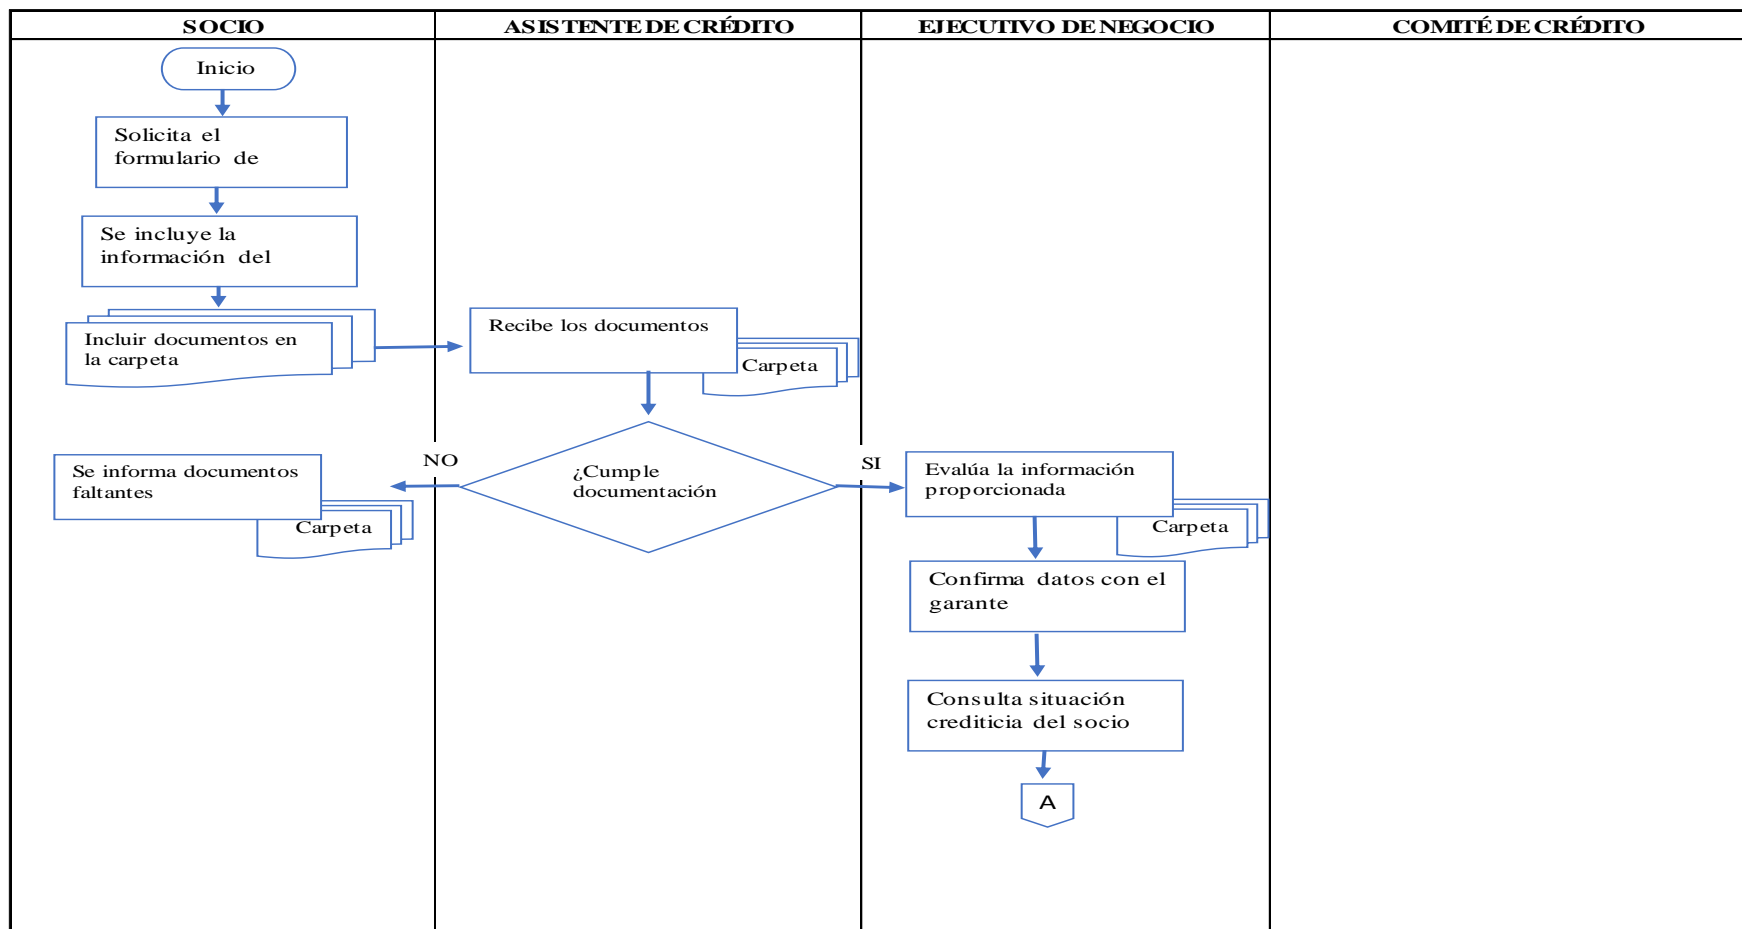 SOCIO
ASISTENTE DE CRÉDITO
EJECUTIVO DE NEGOCIO
COMITÉ DE CRÉDITO
Inicio
Solicita el
formulario de
Se incluye la
información del
Incluir documentos en
la carpeta
Recibe los documentos
Carpeta
¿Cumple
documentación
NO
SI
Se informa documentos
faltantes
Carpeta
Evalúa la información
proporcionada
Carpeta
Confirma datos con el
garante
Consulta situación
crediticia del socio
A